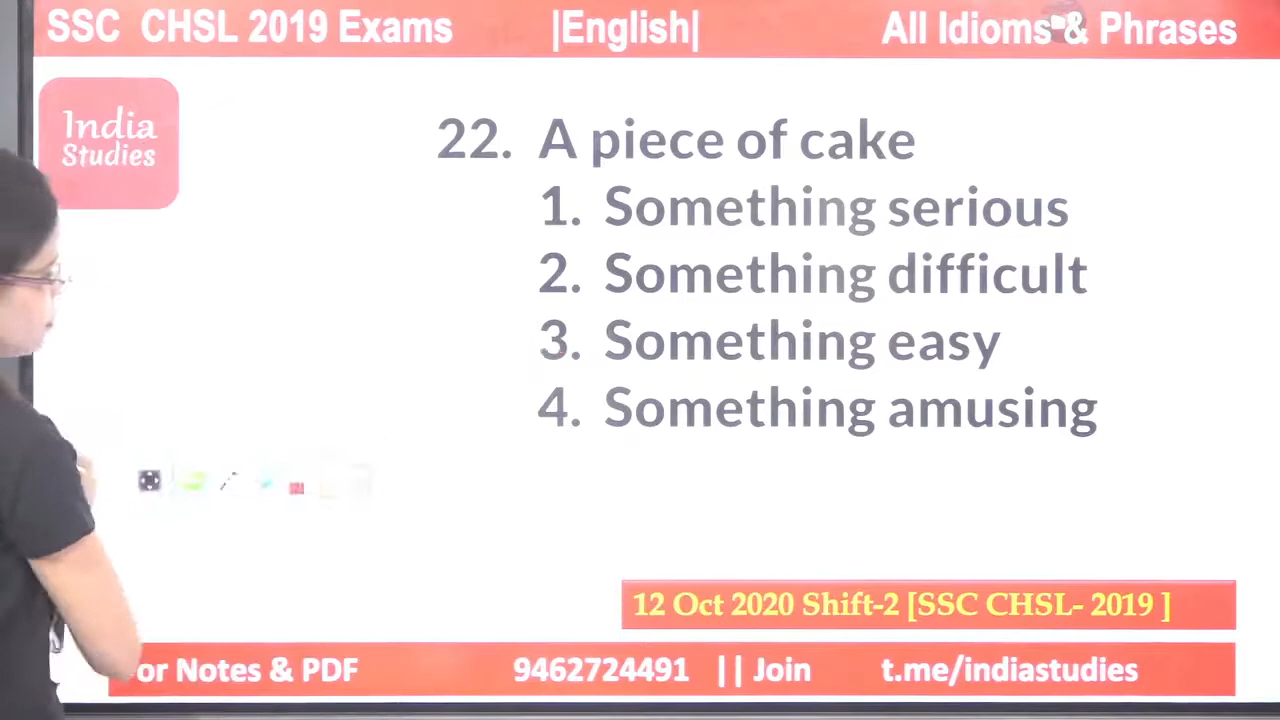 SSC CHSL 2019 Exams |English| All Idioms & Phrases
India
Studies
22. A piece of cake
1. Something serious
2. Something difficult
3. Something easy
4. Something amusing
12 Oct 2020 Shift-2 [SSC CHSL- 2019 ]
or Notes & PDF 9462724491 || Join t.me/indiastudies